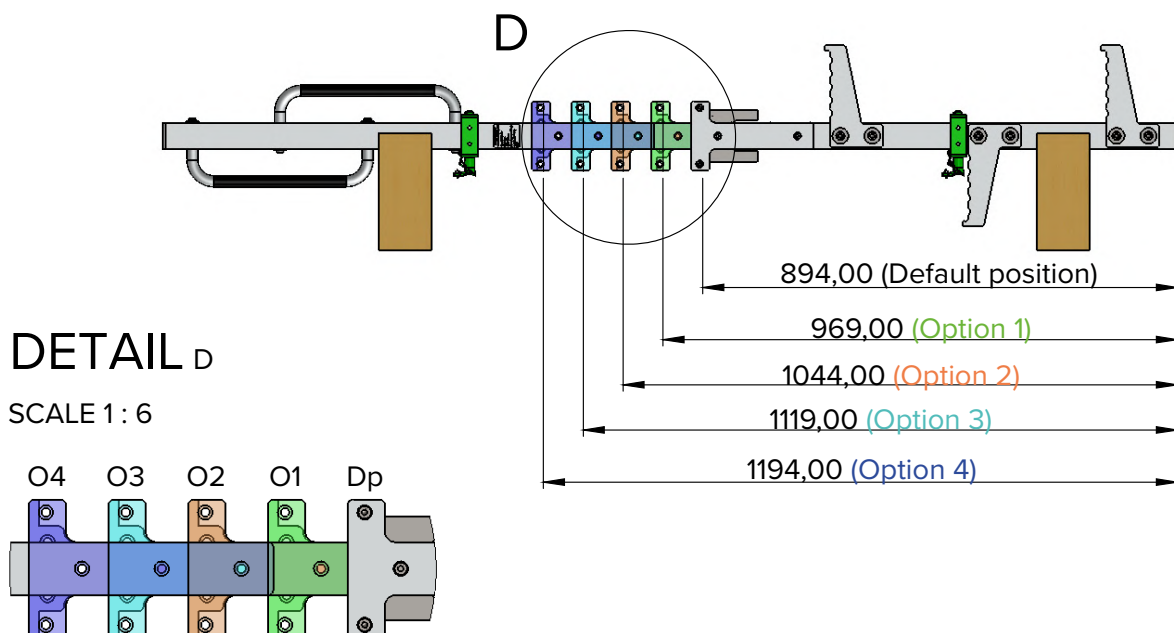 D
894,00 (Default position)
969,00 (Option 1)
1044,00 (Option 2)
1119,00 (Option 3)
1194,00 (Option 4)
DETAIL D
SCALE 1 : 6
O4 O3 O2 O1 Dp